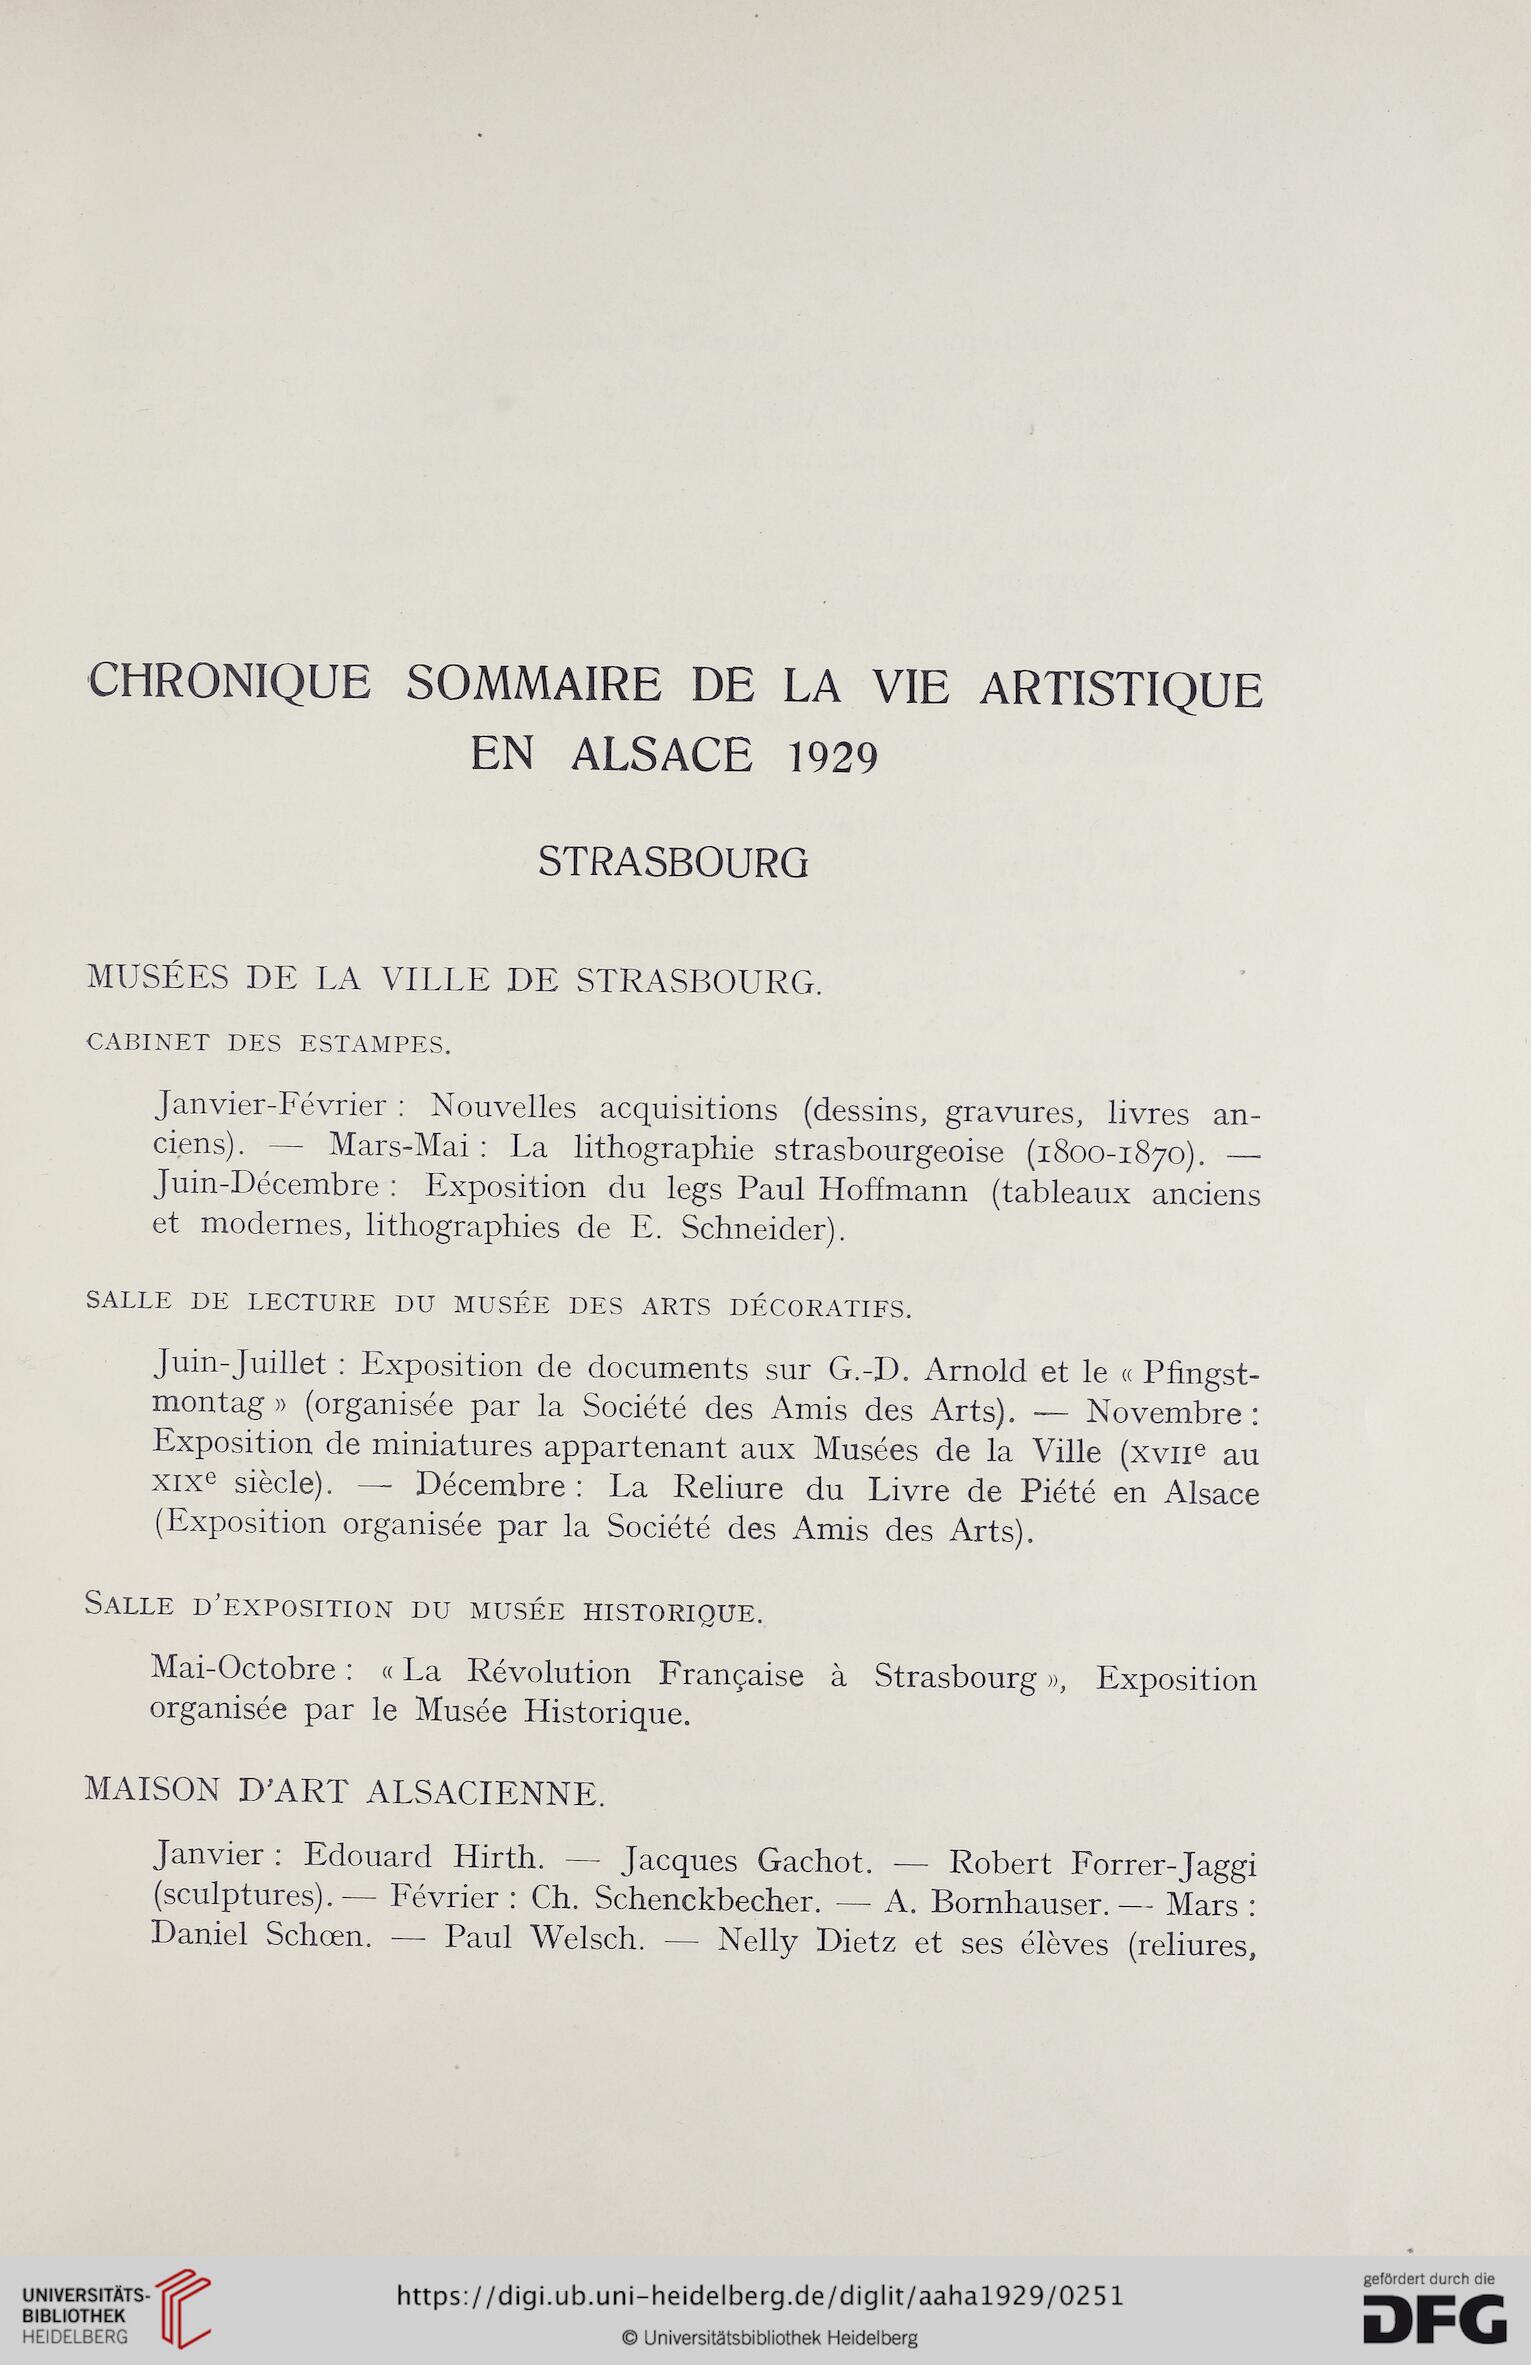 CHRONIQUE SOMMAIRE DE LA VIE ARTISTIQUE
EN ALSACE 1929
STRASBOURG
MUSÉES DE LA VILLE DE STRASBOURG.
CABINET DES ESTAMPES.
Janvier-Février : Nouvelles acquisitions (dessins, gravures, livres an-
ciens). — Mars-Mai : La lithographie strasbourgeoise (1800-1870). —
Juin-Décembre : Exposition du legs Paul Hoffmann (tableaux anciens
et modernes, lithographies de E. Schneider).
SALLE DE LECTURE DU MUSÉE DES ARTS DÉCORATIFS.
Juin-Juillet : Exposition de documents sur G.-D. Arnold et le « Pfingst-
montag » (organisée par la Société des Amis des Arts). — Novembre :
Exposition de miniatures appartenant aux Musées de la Ville (XVIIe au
XIXe siècle). — Décembre : La Reliure du Livre de Piété en Alsace
(Exposition organisée par la Société des Amis des Arts).
SALLE D'EXPOSITION DU MUSÉE HISTORIQUE.
Mai-Octobre : « La Révolution Française à Strasbourg », Exposition
organisée par le Musée Historique.
MAISON D'ART ALSACIENNE.
Janvier : Edouard Hirth. — Jacques Gachot. — Robert Forrer-Jaggi
(sculptures). — Février : Ch. Schenckbecher. — A. Bornhauser. — Mars :
Daniel Schœn. — Paul Welsch. — Nelly Dietz et ses élèves (reliures,
UNIVERSITÄTS-
BIBLIOTHEK
HEIDELBERG
https://digi.ub.uni-heidelberg.de/diglit/aaha1929/0251
© Universitätsbibliothek Heidelberg
gefördert durch die
DFG